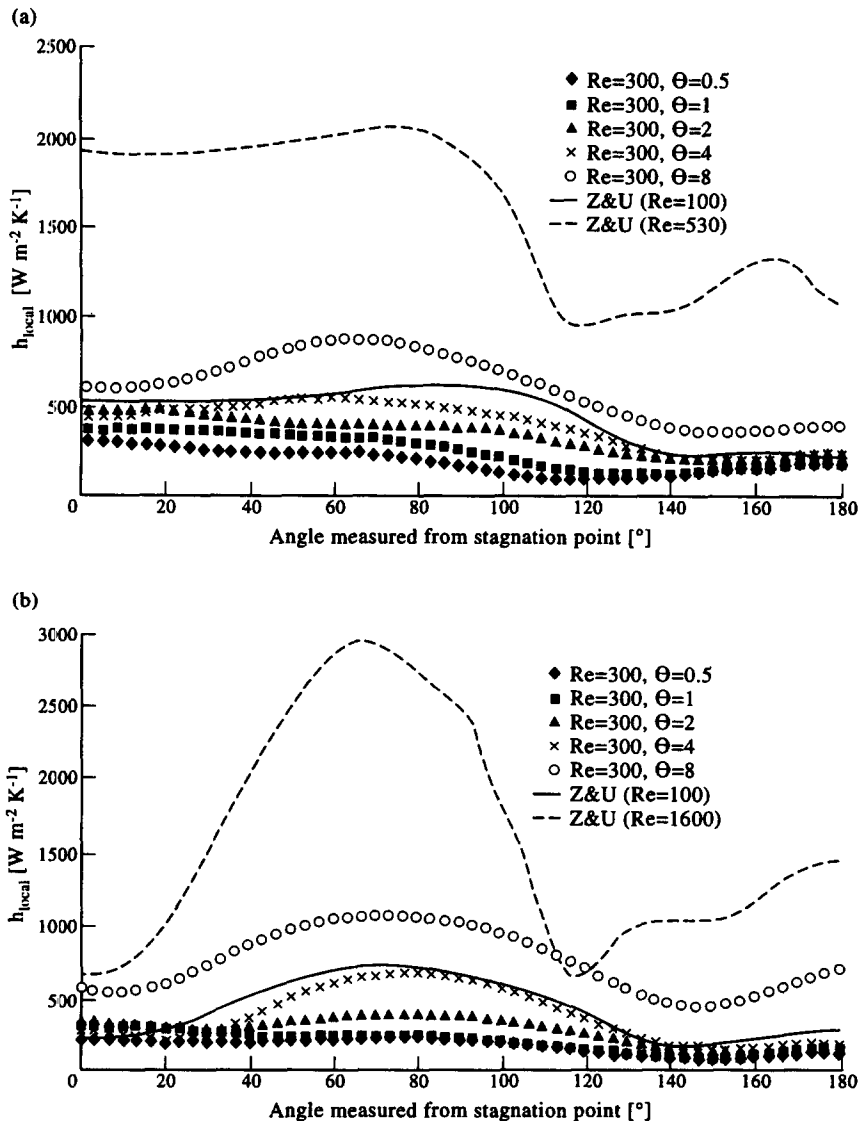 (a)
2500
2000
1500
1000
500
0
h_local [W m⁻² K⁻¹]
Re=300, Θ=0.5
Re=300, Θ=1
Re=300, Θ=2
Re=300, Θ=4
Re=300, Θ=8
Z&U (Re=100)
Z&U (Re=530)
20 40 60 80 100 120 140 160 180
Angle measured from stagnation point [°]
(b)
3000
2500
2000
1500
1000
500
0
h_local [W m⁻² K⁻¹]
Re=300, Θ=0.5
Re=300, Θ=1
Re=300, Θ=2
Re=300, Θ=4
Re=300, Θ=8
Z&U (Re=100)
Z&U (Re=1600)
20 40 60 80 100 120 140 160 180
Angle measured from stagnation point [°]